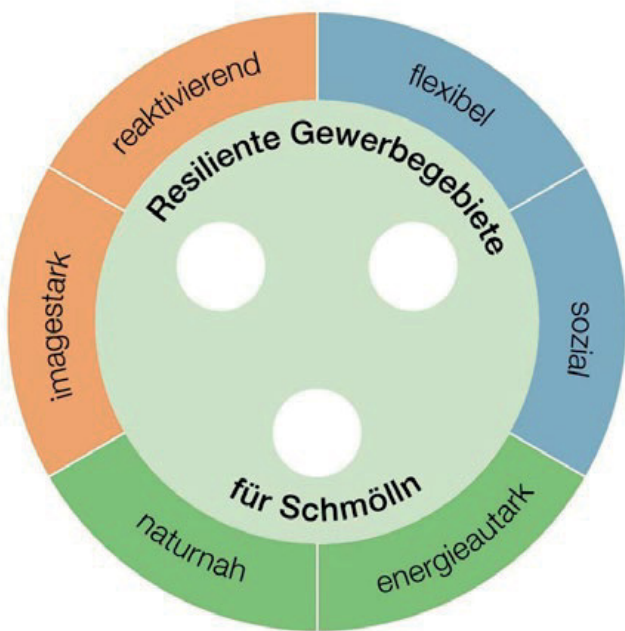 reaktivierend
flexibel
Resiliente Gewerbegebiete
imagestark
sozial
für Schmölln
naturnah
energieautark